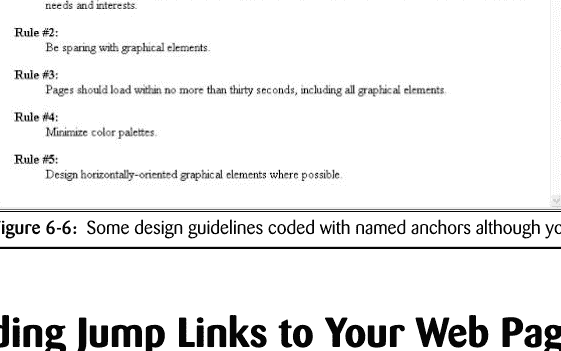 needs and interests.
Rule #2:
Be sparing with graphical elements.
Rule #3:
Pages should load within no more than thirty seconds, including all graphical elements.
Rule #4:
Minimize color palettes.
Rule #5:
Design horizontally-oriented graphical elements where possible.
igure 6-6: Some design guidelines coded with named anchors although yo
ding Jump Links to Your Web Pag